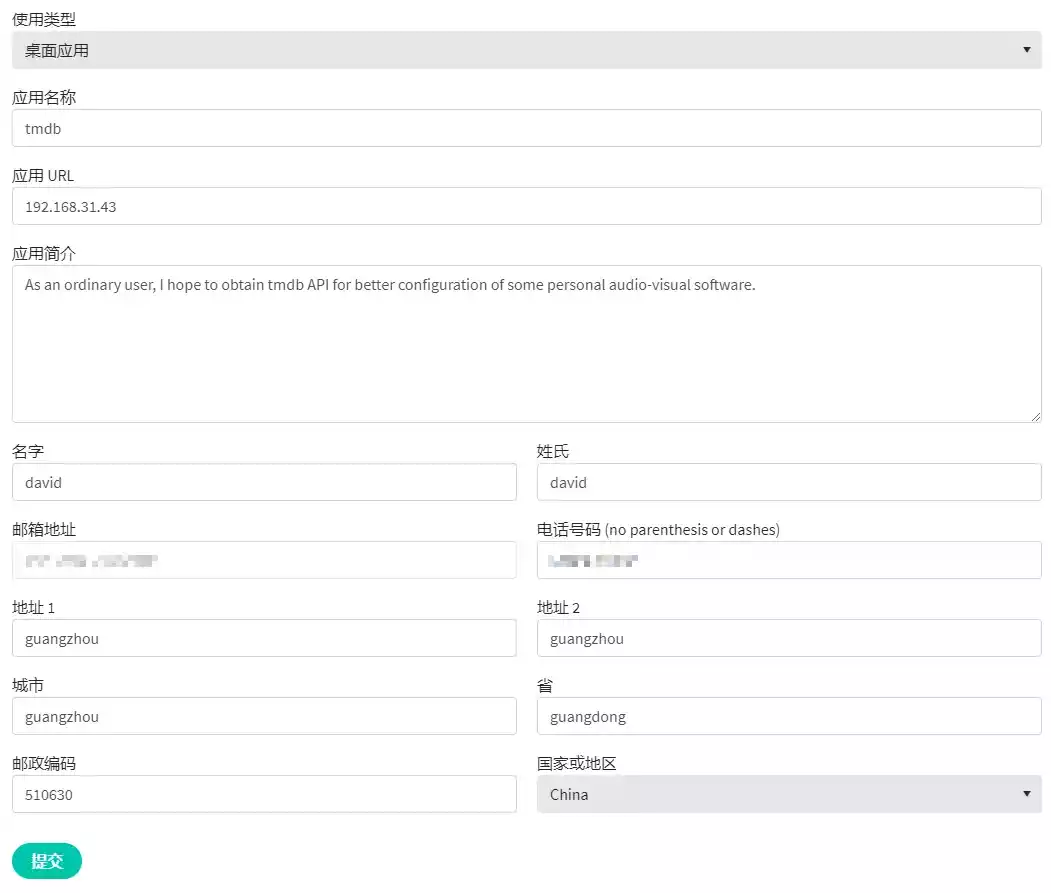 使用类型
桌面应用
应用名称
tmdb
应用 URL
192.168.31.43
应用简介
As an ordinary user, I hope to obtain tmdb API for better configuration of some personal audio-visual software.
名字
姓氏
david
david
邮箱地址
电话号码 (no parenthesis or dashes)
地址 1
地址 2
guangzhou
guangzhou
城市
省
guangzhou
guangdong
邮政编码
国家或地区
510630
China
提交